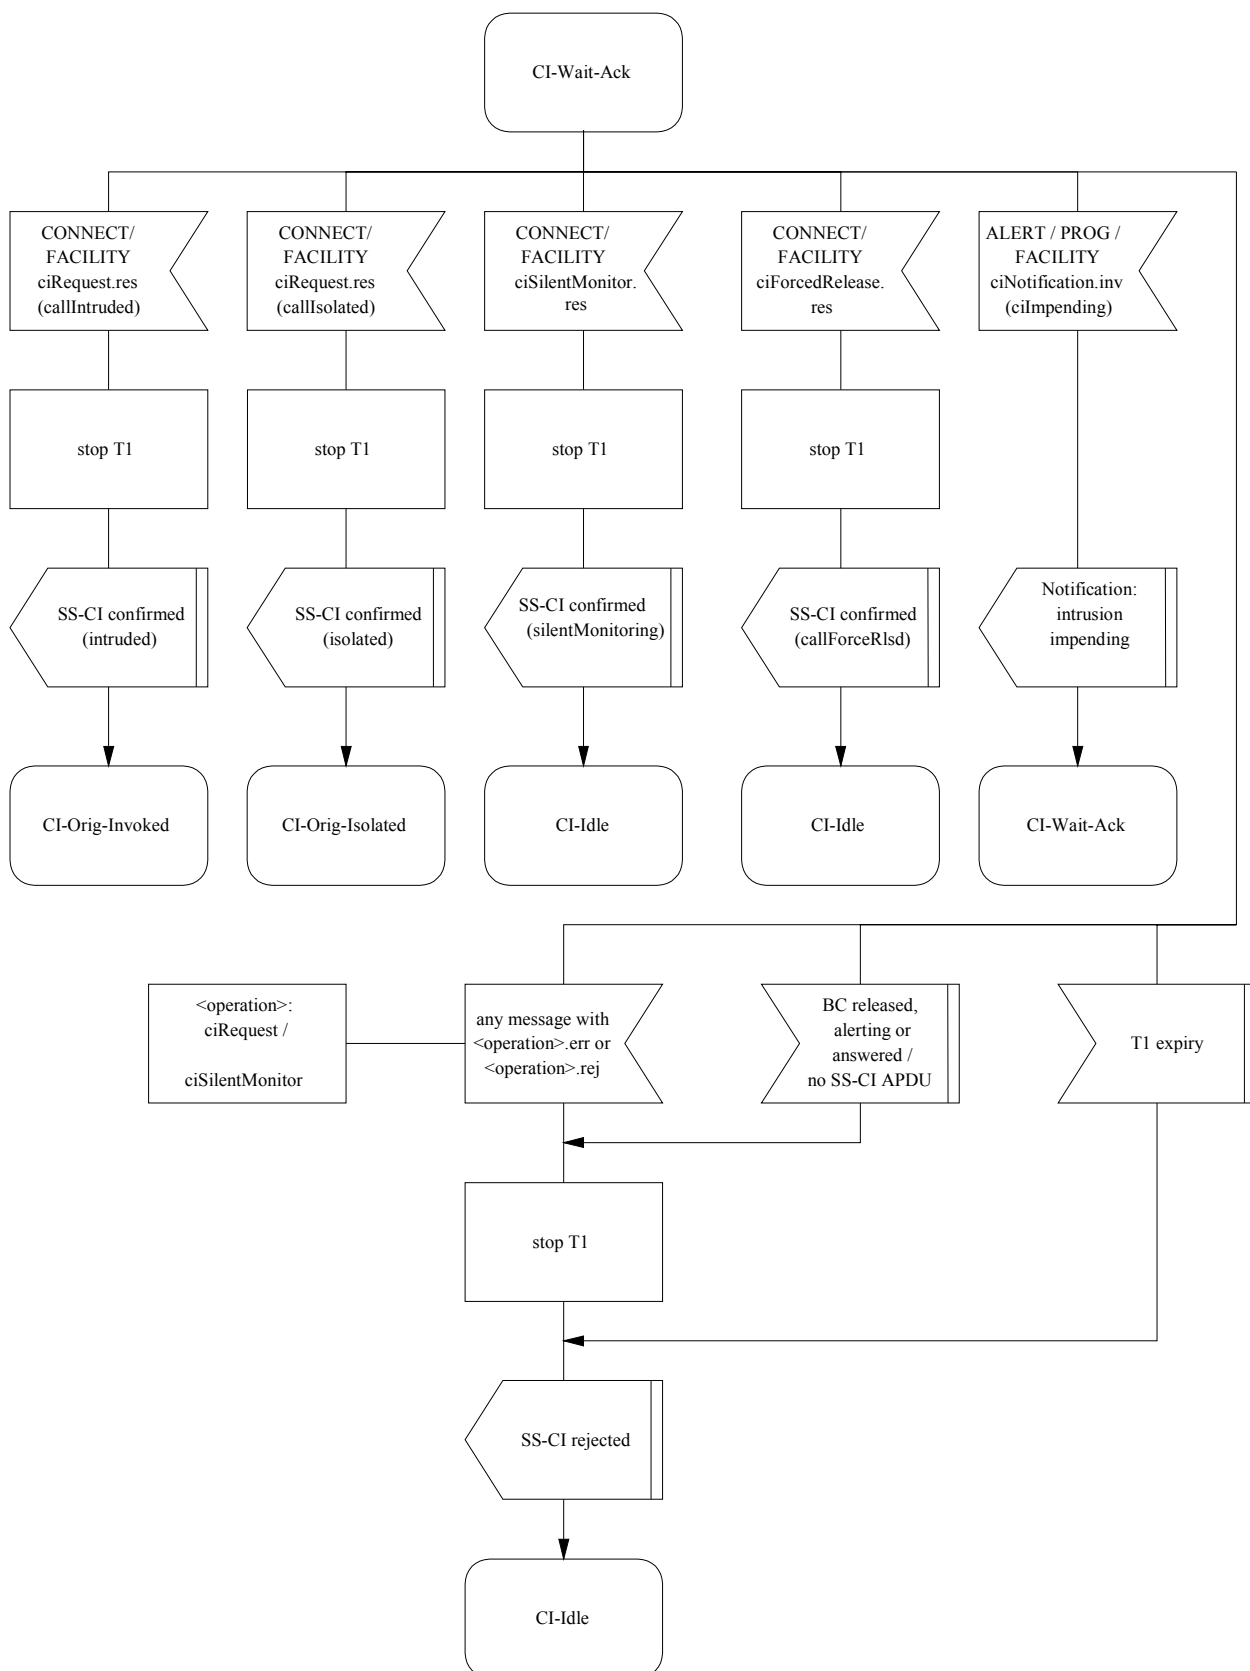 CI-Wait-Ack
CONNECT/
FACILITY
ciRequest.res
(callIntruded)
CONNECT/
FACILITY
ciRequest.res
(callIsolated)
CONNECT/
FACILITY
ciSilentMonitor.
res
CONNECT/
FACILITY
ciForcedRelease.
res
ALERT / PROG /
FACILITY
ciNotification.inv
(ciImpending)
stop T1
stop T1
stop T1
stop T1
SS-CI confirmed
(intruded)
SS-CI confirmed
(isolated)
SS-CI confirmed
(silentMonitoring)
SS-CI confirmed
(callForceRlsd)
Notification:
intrusion
impending
CI-Orig-Invoked
CI-Orig-Isolated
CI-Idle
CI-Idle
CI-Wait-Ack
<operation>:
ciRequest /
ciSilentMonitor
any message with
<operation>.err or
<operation>.rej
BC released,
alerting or
answered /
no SS-CI APDU
T1 expiry
stop T1
SS-CI rejected
CI-Idle